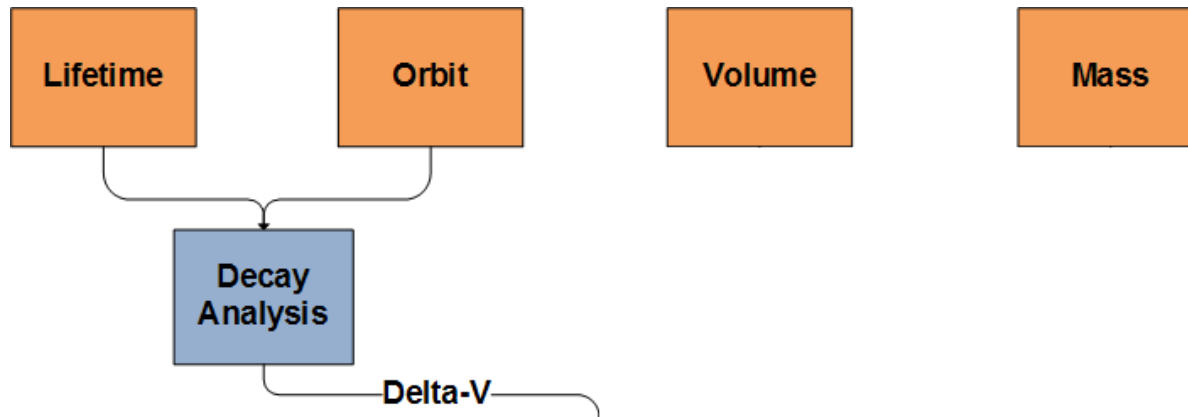 Lifetime
Orbit
Volume
Mass
Decay
Analysis
Delta-V